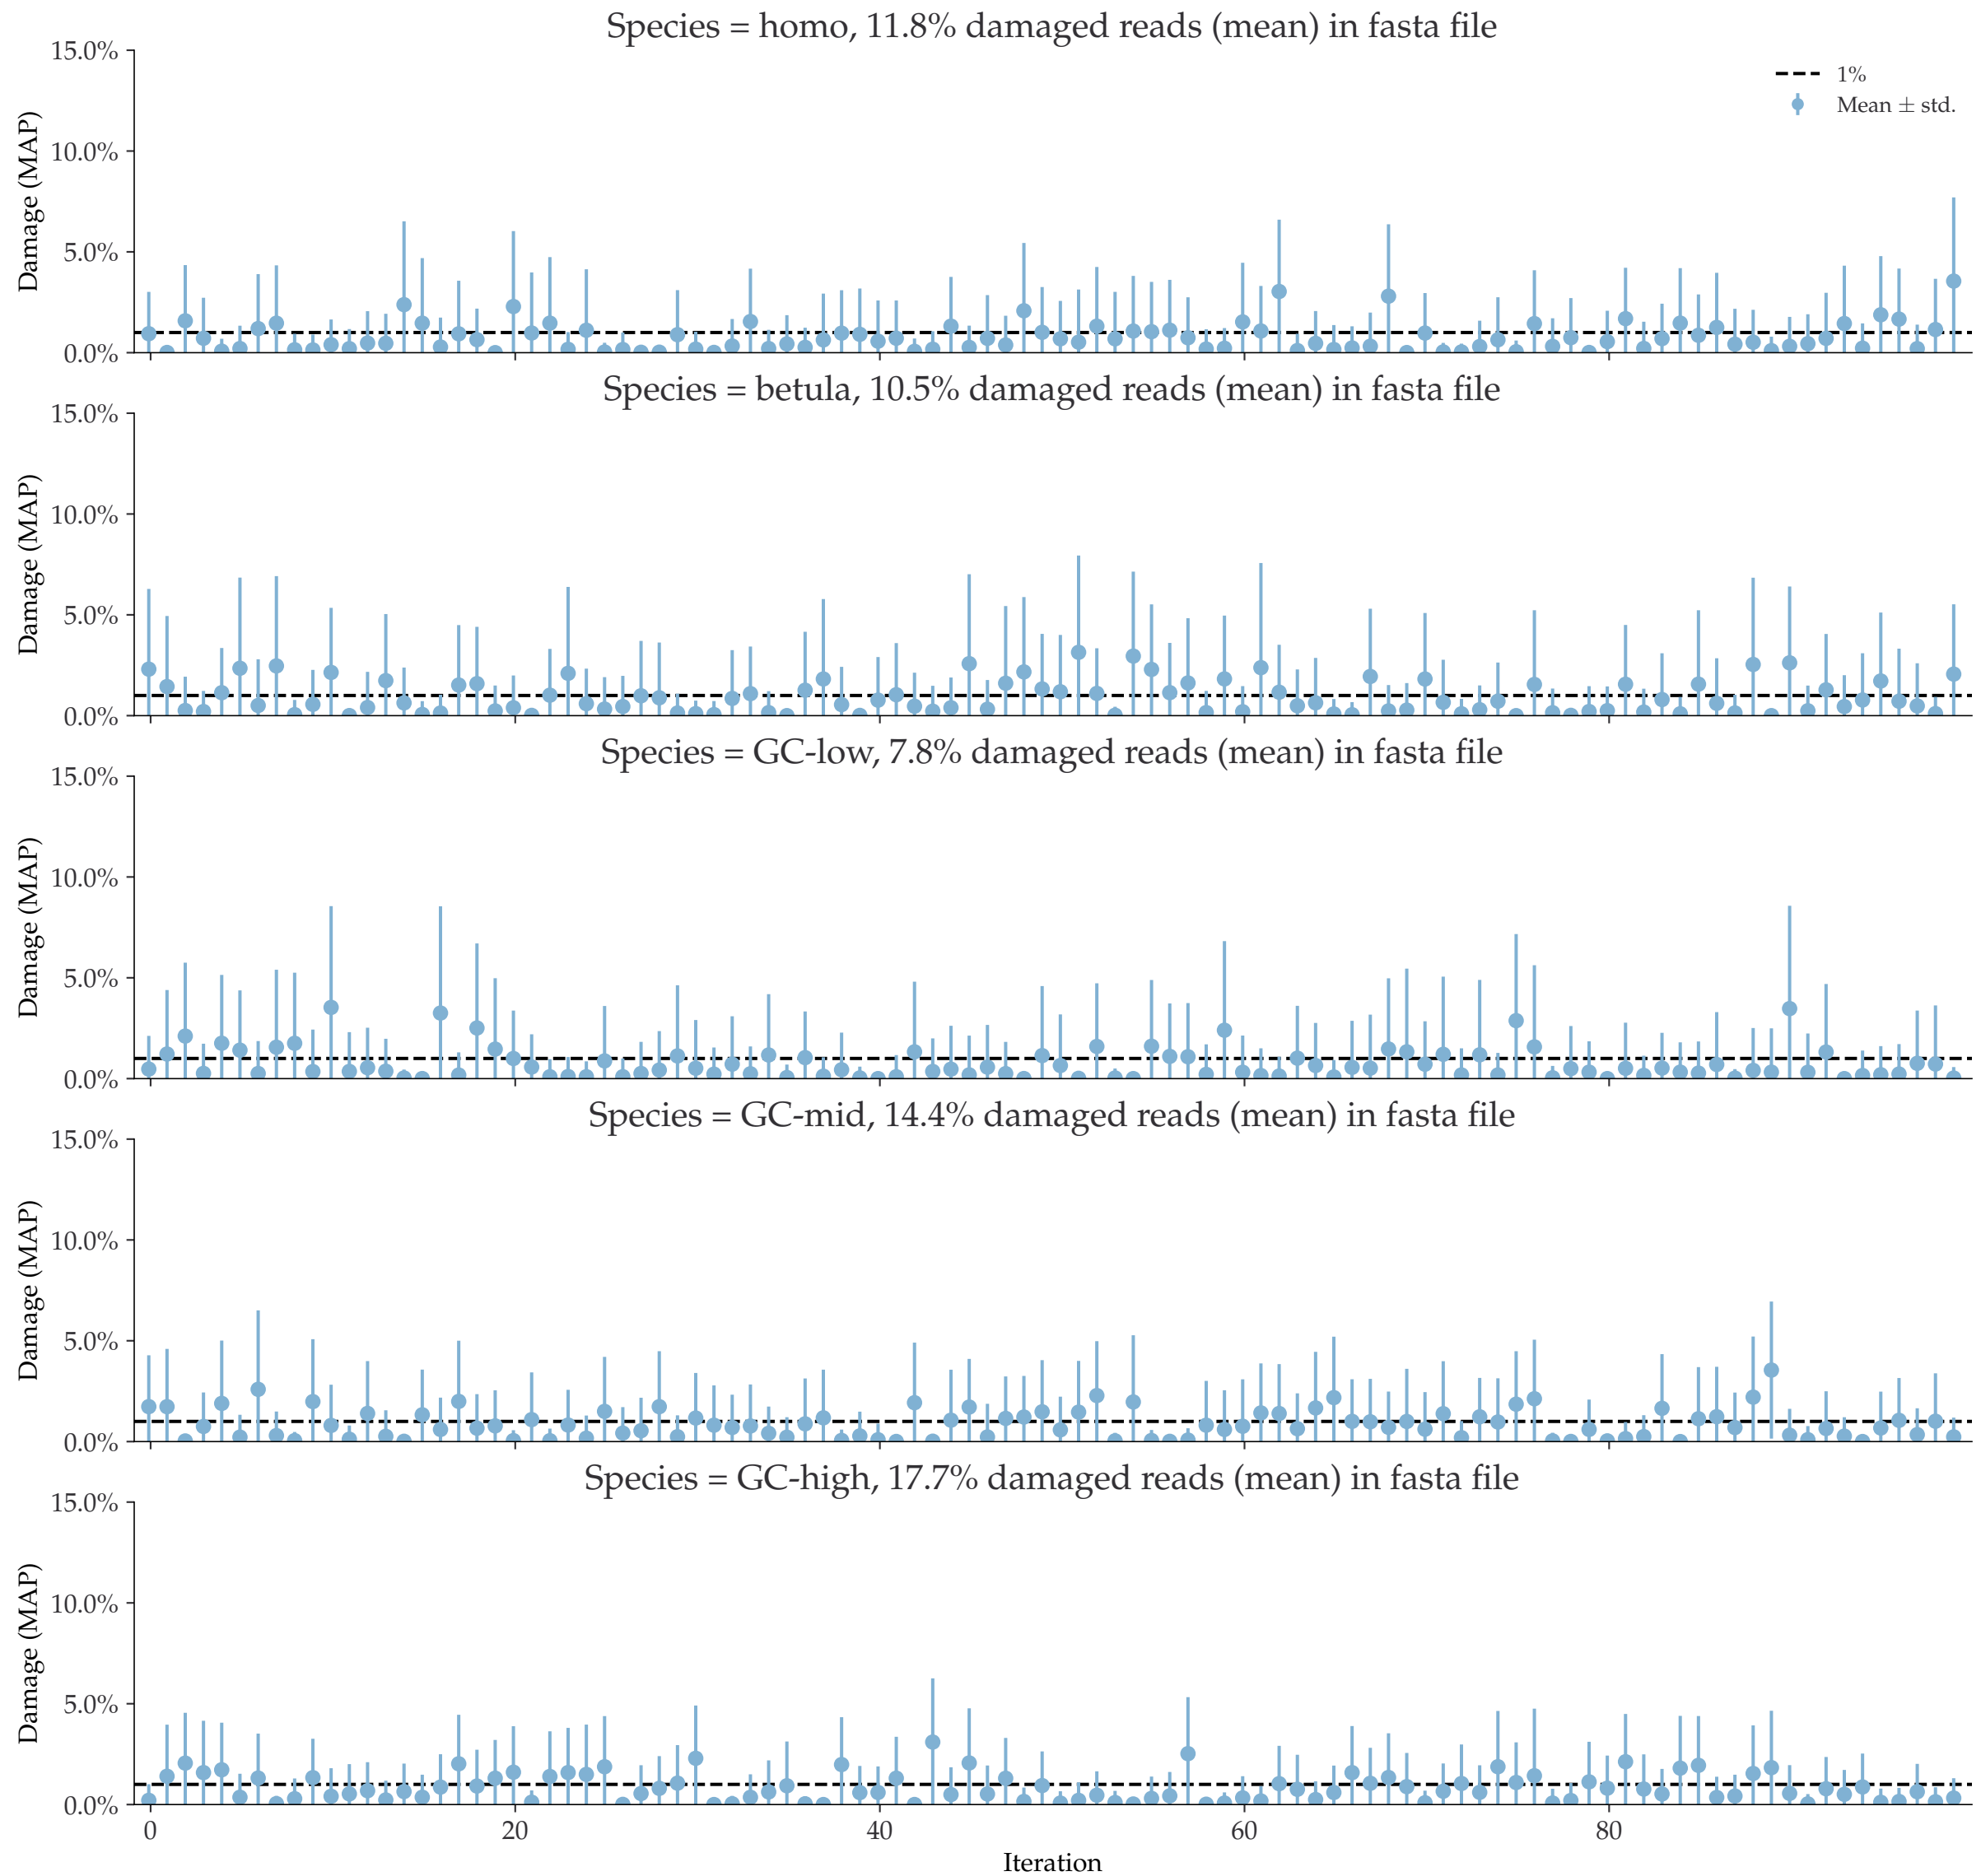 Species = homo, 11.8% damaged reads (mean) in fasta file
15.0%
10.0%
5.0%
0.0%
Damage (MAP)
1%
Mean ± std.
Species = betula, 10.5% damaged reads (mean) in fasta file
15.0%
10.0%
5.0%
0.0%
Damage (MAP)
Species = GC-low, 7.8% damaged reads (mean) in fasta file
15.0%
10.0%
5.0%
0.0%
Damage (MAP)
Species = GC-mid, 14.4% damaged reads (mean) in fasta file
15.0%
10.0%
5.0%
0.0%
Damage (MAP)
Species = GC-high, 17.7% damaged reads (mean) in fasta file
15.0%
10.0%
5.0%
0.0%
Damage (MAP)
0 20 40 60 80
Iteration